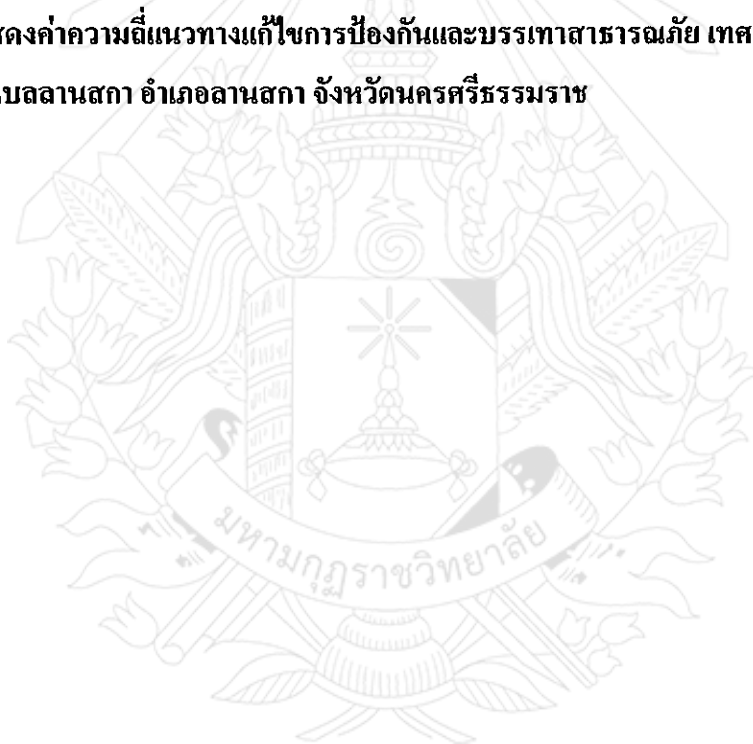 สดงค่าความถี่แนวทางแก้ไขการป้องกันและบรรเทาสาธารณภัย เทศ
บลลานสกา อำเภอลานสกา จังหวัดนครศรีธรรมราช
มหามกุฏราชวิทยาลัย